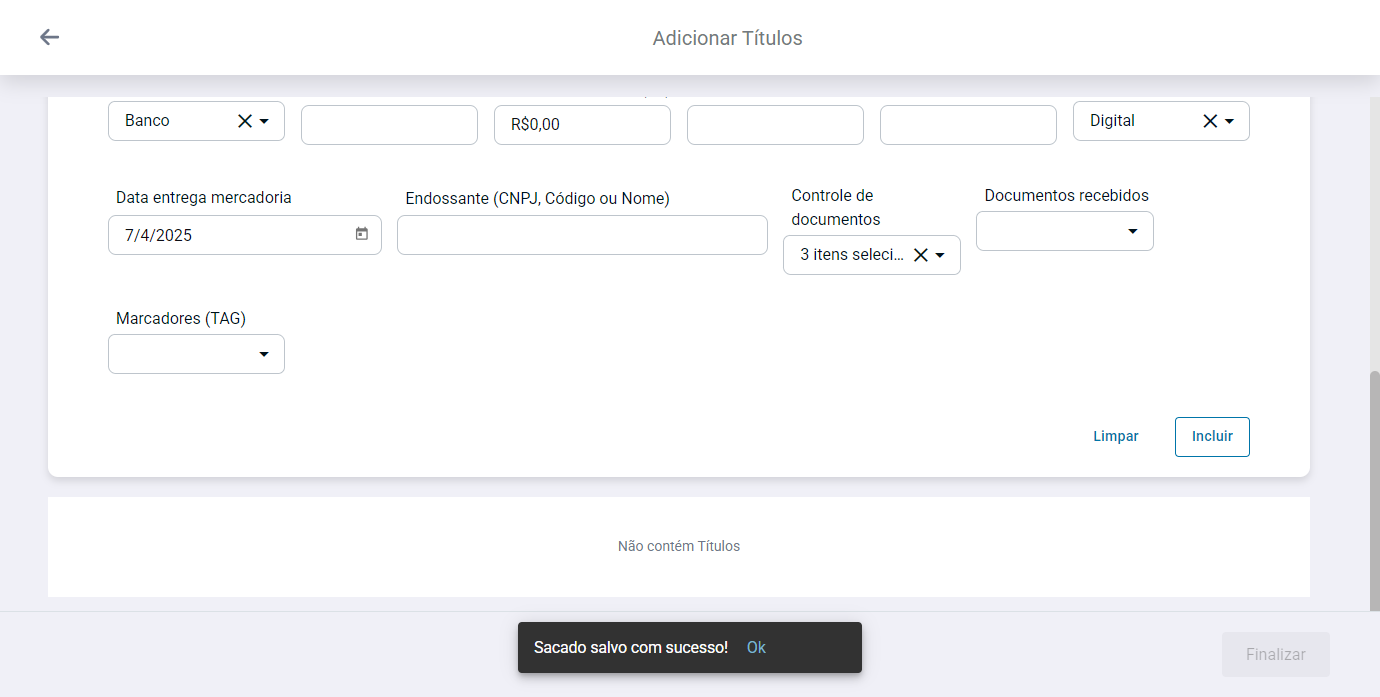 Adicionar Títulos
Banco
R$0,00
Digital
Data entrega mercadoria
Endossante (CNPJ, Código ou Nome)
Controle de
documentos
Documentos recebidos
7/4/2025
3 itens seleci...
Marcadores (TAG)
Limpar
Incluir
Não contém Títulos
Sacado salvo com sucesso! Ok
Finalizar